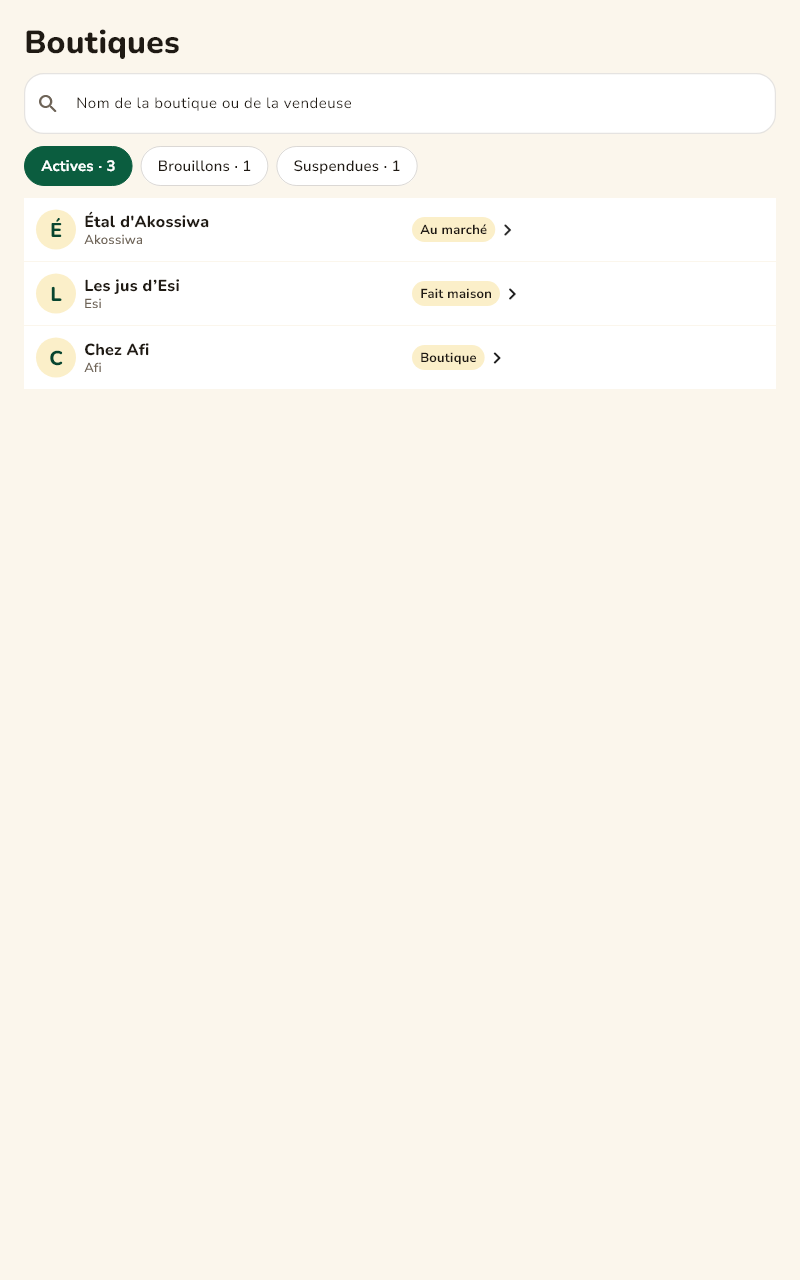 Boutiques
Nom de la boutique ou de la vendeuse
Actives · 3
Brouillons · 1
Suspendues · 1
É
Étal d'Akossiwa
Akossiwa
Au marché
L
Les jus d’Esi
Esi
Fait maison
C
Chez Afi
Afi
Boutique